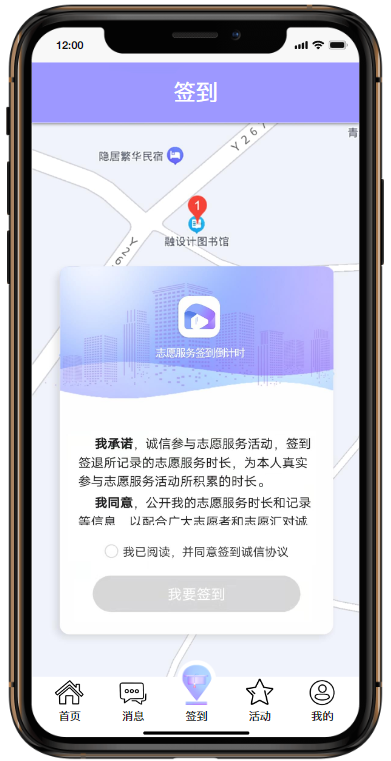 12:00
签到
青
隐居繁华民宿
Y267
1
Y26
融设计图书馆
志愿服务签到倒计时
我承诺，诚信参与志愿服务活动，签到
签退所记录的志愿服务时长，为本人真实
参与志愿服务活动所积累的时长。
我同意，公开我的志愿服务时长和记录
等信息，以配合广大志愿者和志愿汇对诚
我已阅读，并同意签到诚信协议
我要签到
首页
消息
签到
活动
我的